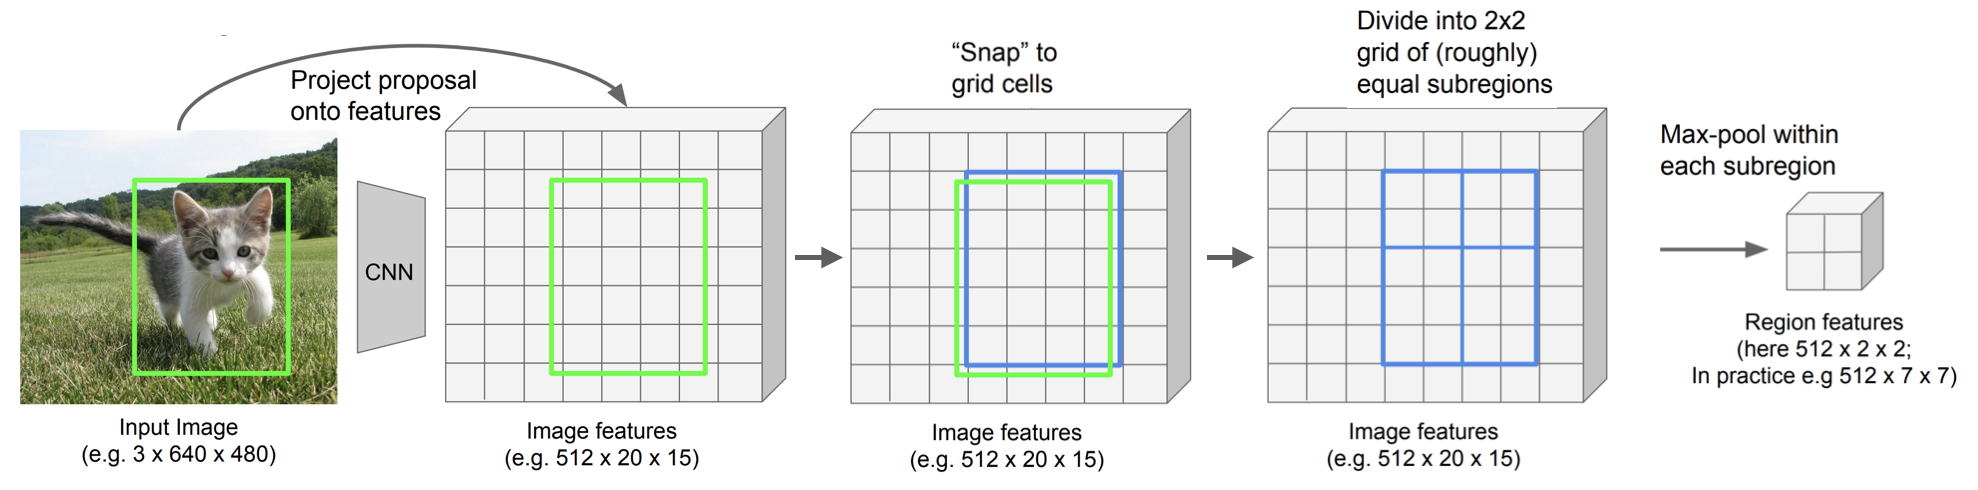 Project proposal
onto features
CNN
Input Image
(e.g. 3 x 640 x 480)
Image features
(e.g. 512 x 20 x 15)
“Snap” to
grid cells
Image features
(e.g. 512 x 20 x 15)
Divide into 2x2
grid of (roughly)
equal subregions
Image features
(e.g. 512 x 20 x 15)
Max-pool within
each subregion
Region features
(here 512 x 2 x 2;
In practice e.g 512 x 7 x 7)